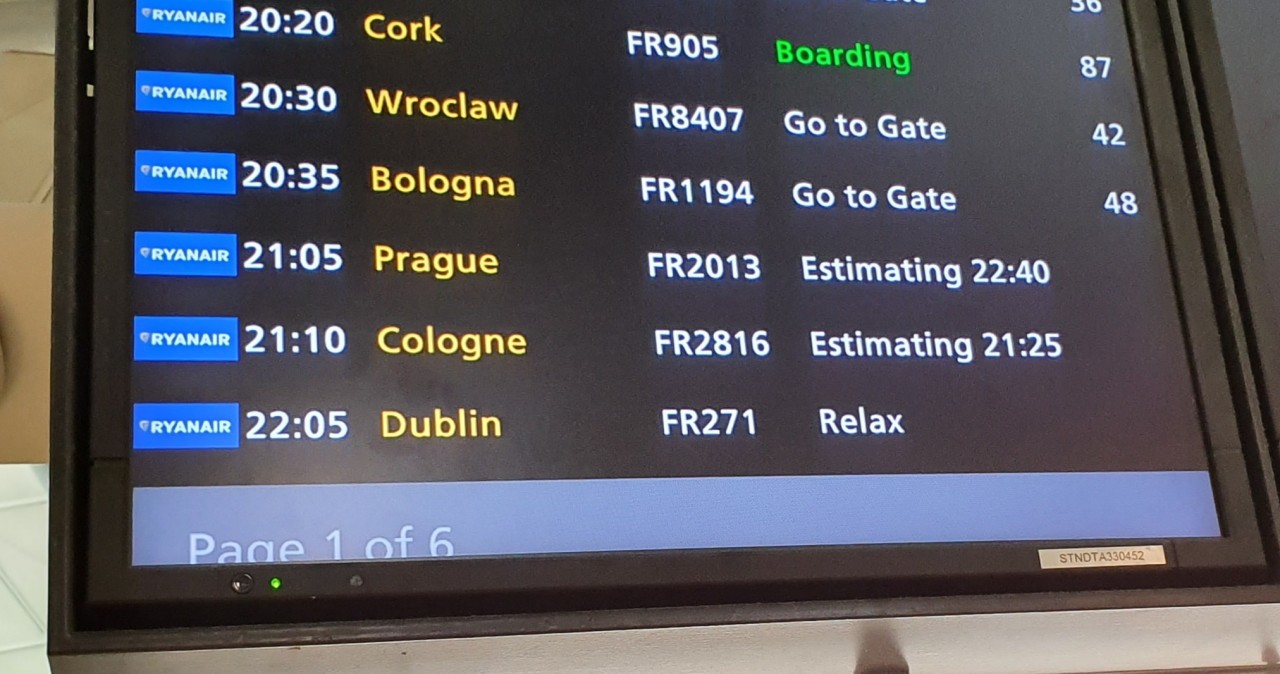 36
RYANAIR 20:20 Cork FR905 Boarding 87
RYANAIR 20:30 Wroclaw FR8407 Go to Gate 42
RYANAIR 20:35 Bologna FR1194 Go to Gate 48
RYANAIR 21:05 Prague FR2013 Estimating 22:40
RYANAIR 21:10 Cologne FR2816 Estimating 21:25
RYANAIR 22:05 Dublin FR271 Relax
Page 1 of 6
STNDTA330452